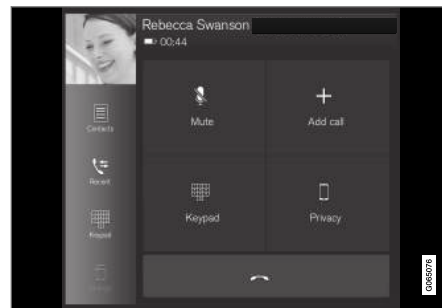 Rebecca Swanson
00:44
Mute
Add call
Contacts
Recent
Keypad
Privacy
Keypad
G065076